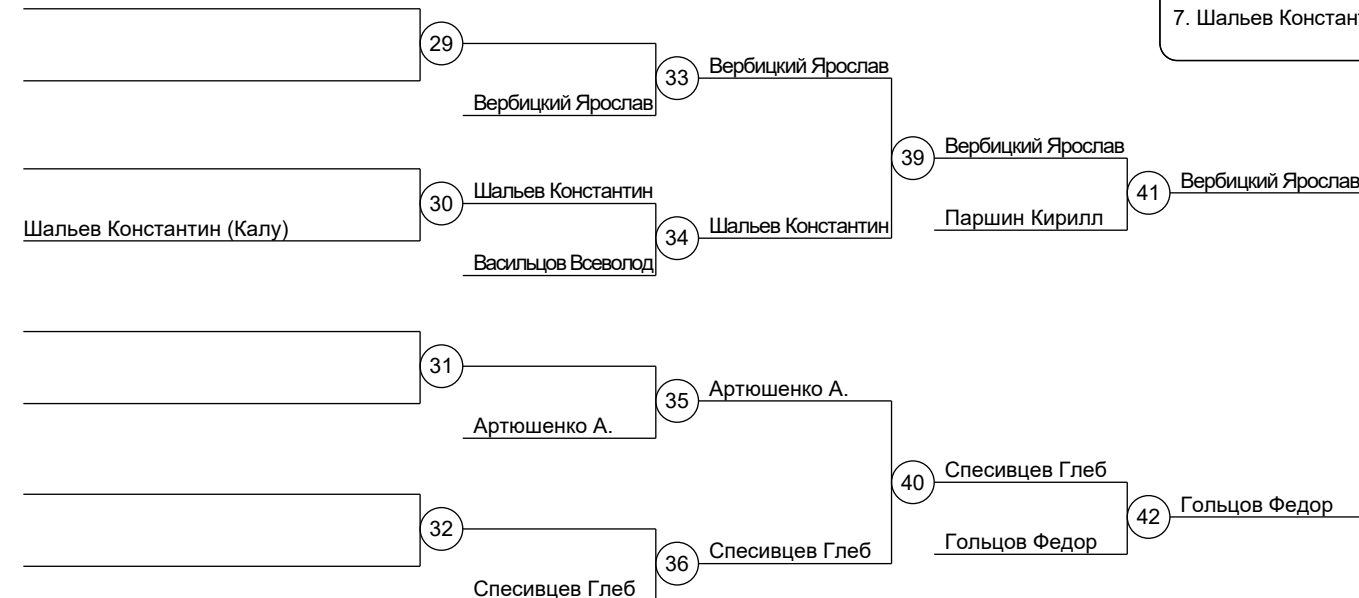 7. Шальев Констант
29
33
Вербицкий Ярослав
Вербицкий Ярослав
39
Вербицкий Ярослав
30
Шальев Константин
41
Вербицкий Ярослав
Шальев Константин (Калу)
34
Шальев Константин
Паршин Кирилл
Васильцов Всеволод
31
35
Артюшенко А.
Артюшенко А.
40
Спесивцев Глеб
32
42
Гольцов Федор
36
Спесивцев Глеб
Гольцов Федор
Спесивцев Глеб